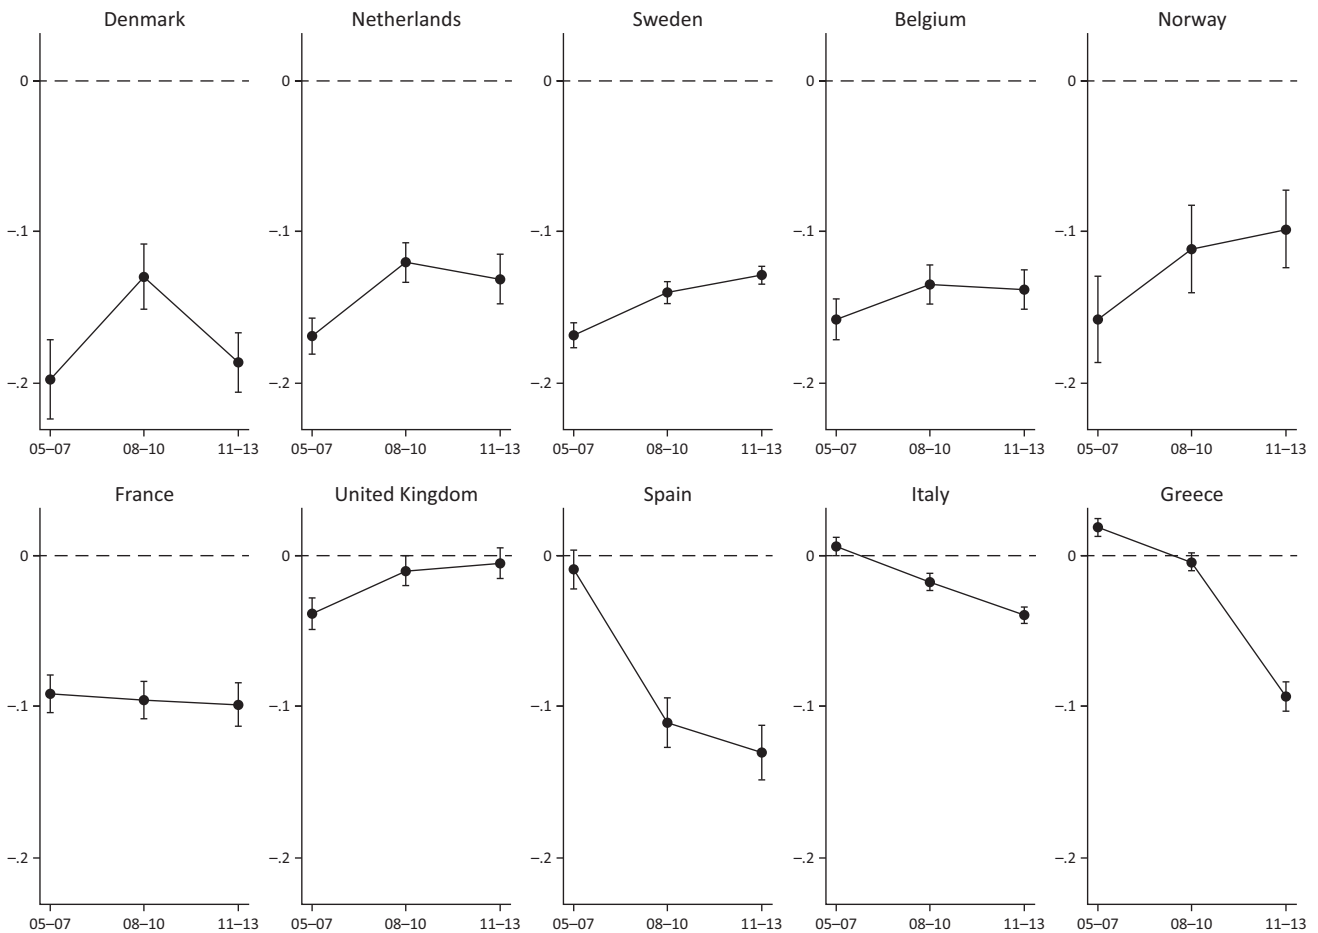 Denmark Netherlands Sweden Belgium Norway
0 0 0 0 0
–.1 –.1 –.1 –.1 –.1
–.2 –.2 –.2 –.2 –.2
05–07 08–10 11–13 05–07 08–10 11–13 05–07 08–10 11–13 05–07 08–10 11–13 05–07 08–10 11–13
France United Kingdom Spain Italy Greece
0 0 0 0 0
–.1 –.1 –.1 –.1 –.1
–.2 –.2 –.2 –.2 –.2
05–07 08–10 11–13 05–07 08–10 11–13 05–07 08–10 11–13 05–07 08–10 11–13 05–07 08–10 11–13